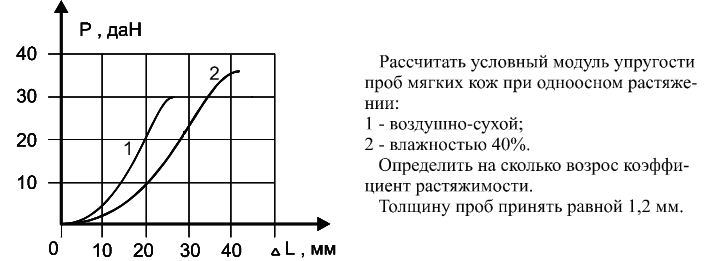 P , даН
40
30
20
10
0
10
20
30
40
Δ L , мм
1
2
Рассчитать условный модуль упругости
проб мягких кож при одноосном растяже-
нии:
1 - воздушно-сухой;
2 - влажностью 40%.
Определить на сколько возрос коэффи-
циент растяжимости.
Толщину проб принять равной 1,2 мм.